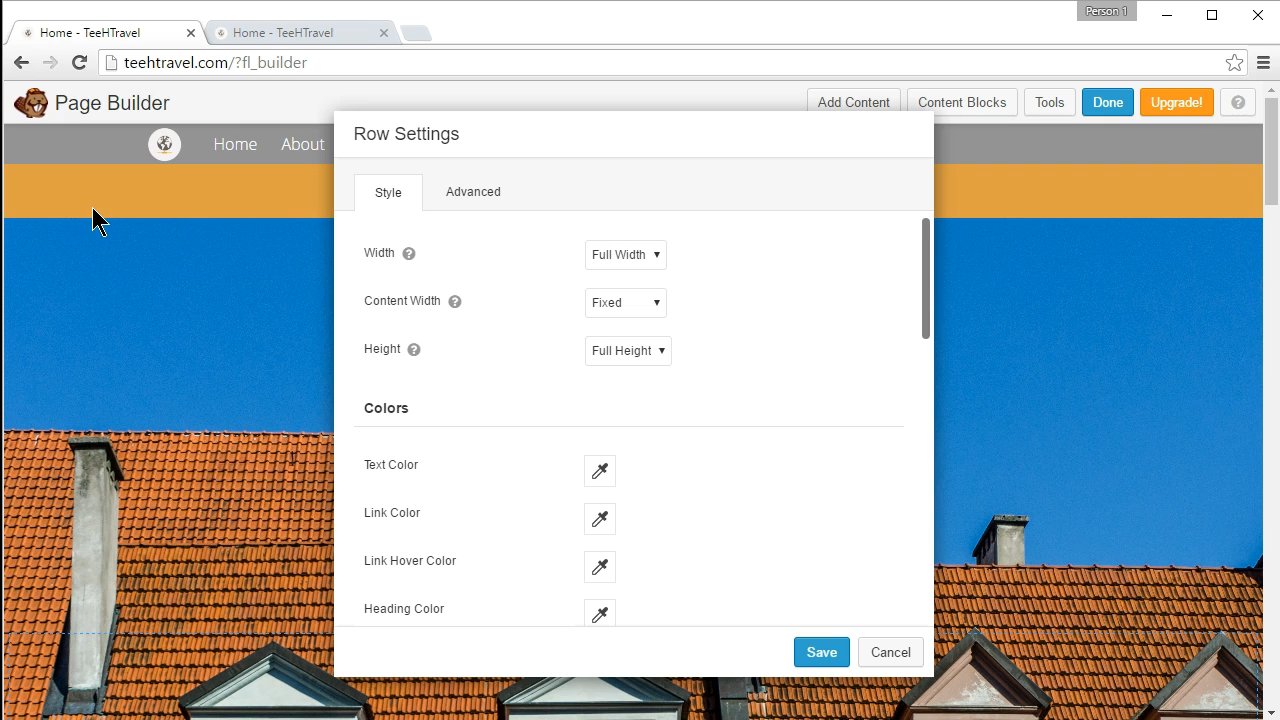 Person 1
Home - TeeHTravel
Home - TeeHTravel
teehtravel.com/?fl_builder
Page Builder
Add Content
Content Blocks
Tools
Done
Upgrade!
?
Home
About
Row Settings
Style
Advanced
Width ?
Full Width
Content Width ?
Fixed
Height ?
Full Height
Colors
Text Color
Link Color
Link Hover Color
Heading Color
Save
Cancel